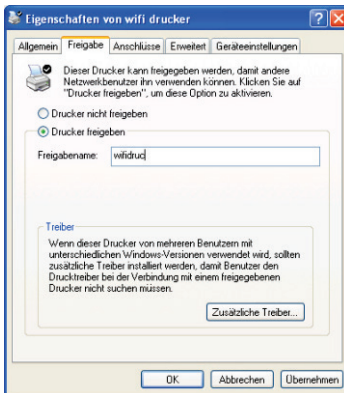 Eigenschaften von wifi drucker
Allgemein Freigabe Anschlüsse Erweitert Geräteeinstellungen
Dieser Drucker kann freigegeben werden, damit andere
Netzwerkbenutzer ihn verwenden können. Klicken Sie auf
"Drucker freigeben", um diese Option zu aktivieren.
Drucker nicht freigeben
Drucker freigeben
Freigabename: wifidruc
Treiber
Wenn dieser Drucker von mehreren Benutzern mit
unterschiedlichen Windows-Versionen verwendet wird, sollten
zusätzliche Treiber installiert werden, damit Benutzer den
Drucktreiber bei der Verbindung mit einem freigegebenen
Drucker nicht suchen müssen.
Zusätzliche Treiber...
OK Abbrechen Übernehmen